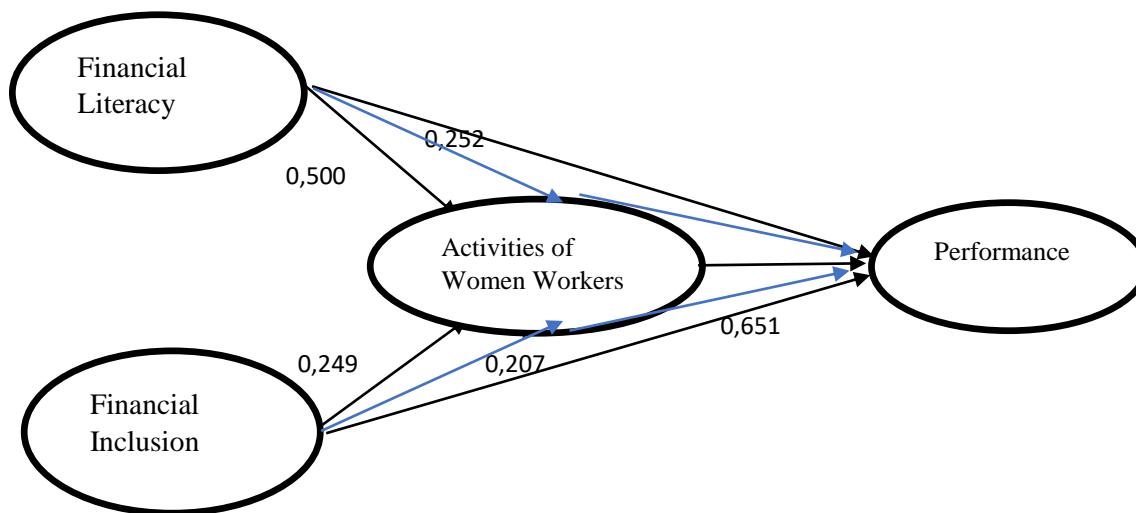 Financial
Literacy
0,252
0,500
Activities of
Women Workers
Performance
0,651
0,249
0,207
Financial
Inclusion